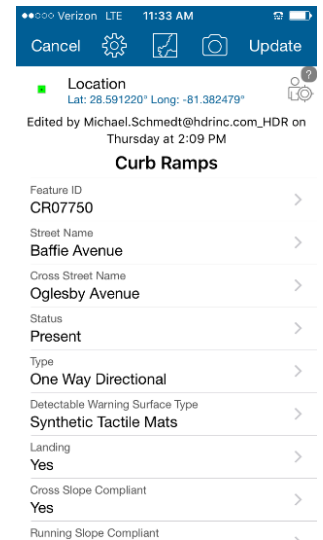 Verizon LTE 11:33 AM
Cancel Update
Location
Lat: 28.591220° Long: -81.382479°
?
Edited by Michael.Schmedt@hdrinc.com_HDR on
Thursday at 2:09 PM
Curb Ramps
Feature ID
CR07750
Street Name
Baffie Avenue
Cross Street Name
Oglesby Avenue
Status
Present
Type
One Way Directional
Detectable Warning Surface Type
Synthetic Tactile Mats
Landing
Yes
Cross Slope Compliant
Yes
Running Slope Compliant